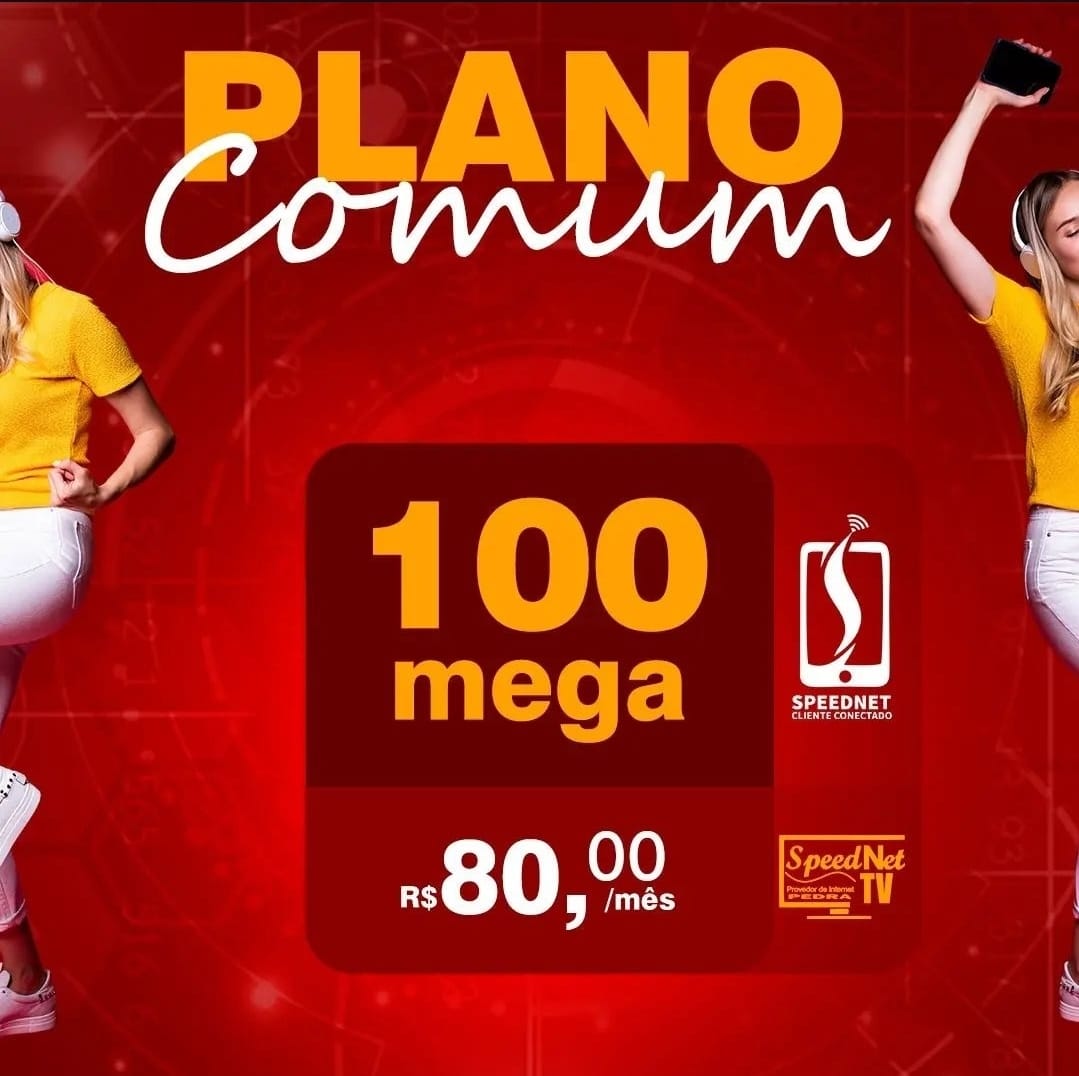 PLANO
Comum
100
mega
R$80,00
/mês
SPEEDNET
CLIENTE CONECTADO
SpeedNet
TV
Provedor de Internet
PEDRA